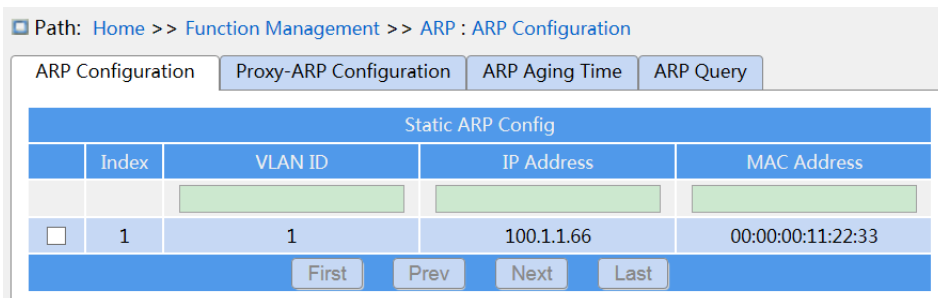 Path: Home >> Function Management >> ARP : ARP Configuration
ARP Configuration Proxy-ARP Configuration ARP Aging Time ARP Query
Static ARP Config
Index VLAN ID IP Address MAC Address
1 1 100.1.1.66 00:00:00:11:22:33
First Prev Next Last